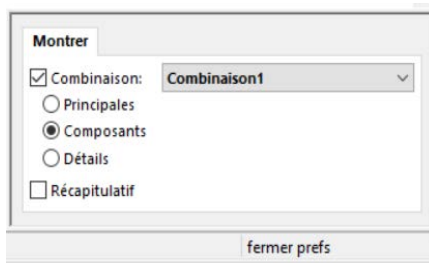 Montrer
Combinaison: Combinaison1
Principales
Composants
Détails
Récapitulatif
fermer prefs